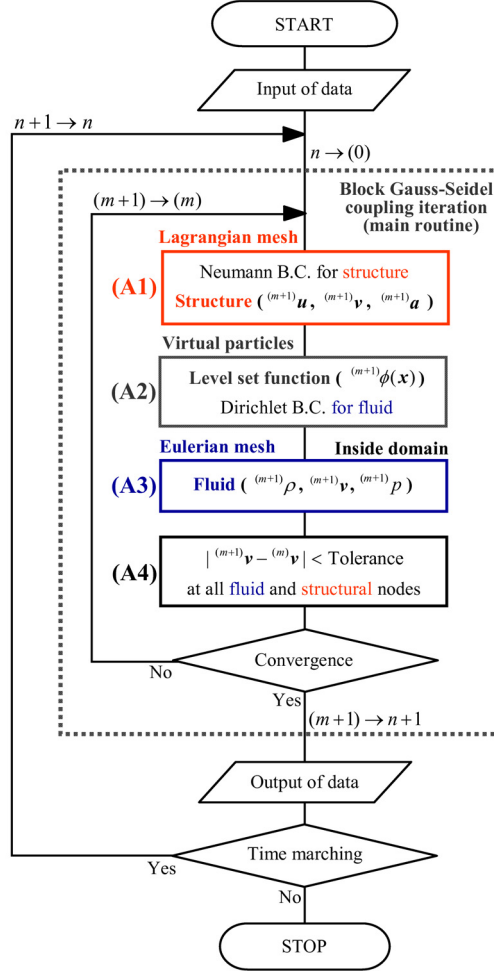 START
Input of data
n+1 → n
n → (0)
Block Gauss-Seidel
coupling iteration
(main routine)
(m+1) → (m)
Lagrangian mesh
(A1)
Neumann B.C. for structure
Structure ( ⁽ᵐ⁺¹⁾u, ⁽ᵐ⁺¹⁾v, ⁽ᵐ⁺¹⁾a )
Virtual particles
(A2)
Level set function ( ⁽ᵐ⁺¹⁾ϕ(x))
Dirichlet B.C. for fluid
Eulerian mesh
Inside domain
(A3)
Fluid ( ⁽ᵐ⁺¹⁾ρ, ⁽ᵐ⁺¹⁾v, ⁽ᵐ⁺¹⁾p )
(A4)
| ⁽ᵐ⁺¹⁾v − ⁽ᵐ⁾v | < Tolerance
at all fluid and structural nodes
Convergence
No
Yes
(m+1) → n+1
Output of data
Time marching
Yes
No
STOP